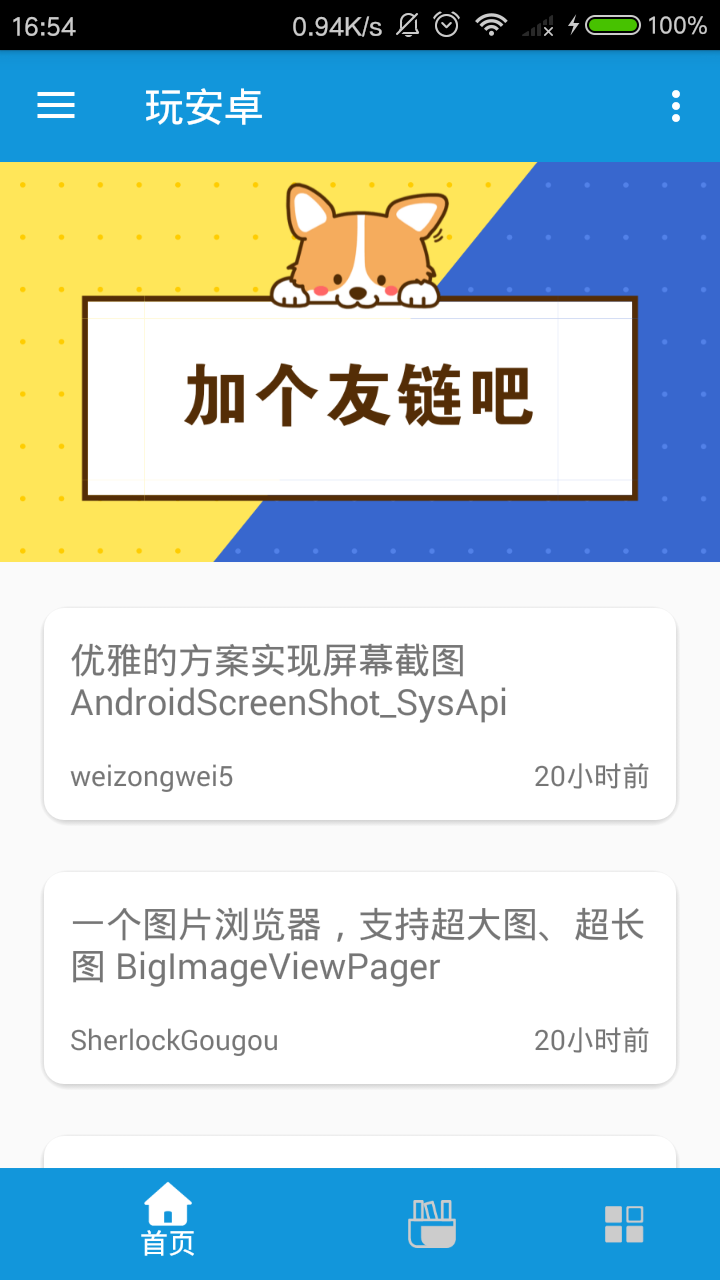 16:54 0.94K/s 100%
玩安卓
加个友链吧
优雅的方案实现屏幕截图
AndroidScreenShot_SysApi
weizongwei5 20小时前
一个图片浏览器，支持超大图、超长
图 BigImageViewPager
SherlockGougou 20小时前
首页